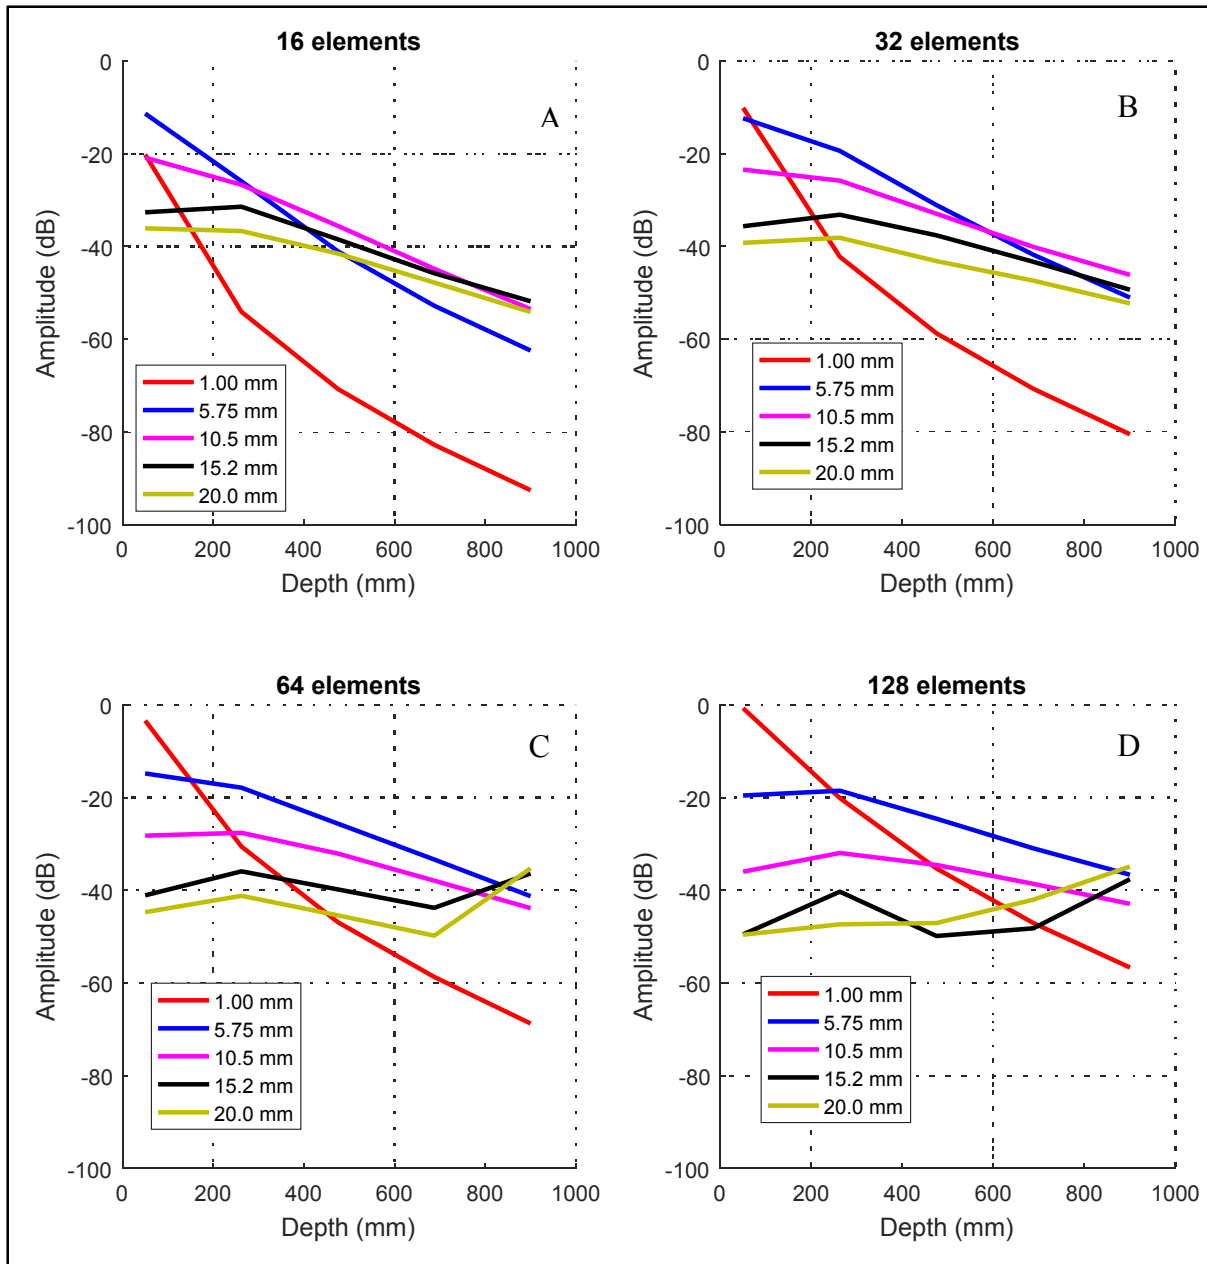 16 elements
A
0
-20
-40
-60
-80
-100
Amplitude (dB)
1.00 mm
5.75 mm
10.5 mm
15.2 mm
20.0 mm
0 200 400 600 800 1000
Depth (mm)
32 elements
B
0
-20
-40
-60
-80
-100
Amplitude (dB)
1.00 mm
5.75 mm
10.5 mm
15.2 mm
20.0 mm
0 200 400 600 800 1000
Depth (mm)
64 elements
C
0
-20
-40
-60
-80
-100
Amplitude (dB)
1.00 mm
5.75 mm
10.5 mm
15.2 mm
20.0 mm
0 200 400 600 800 1000
Depth (mm)
128 elements
D
0
-20
-40
-60
-80
-100
Amplitude (dB)
1.00 mm
5.75 mm
10.5 mm
15.2 mm
20.0 mm
0 200 400 600 800 1000
Depth (mm)